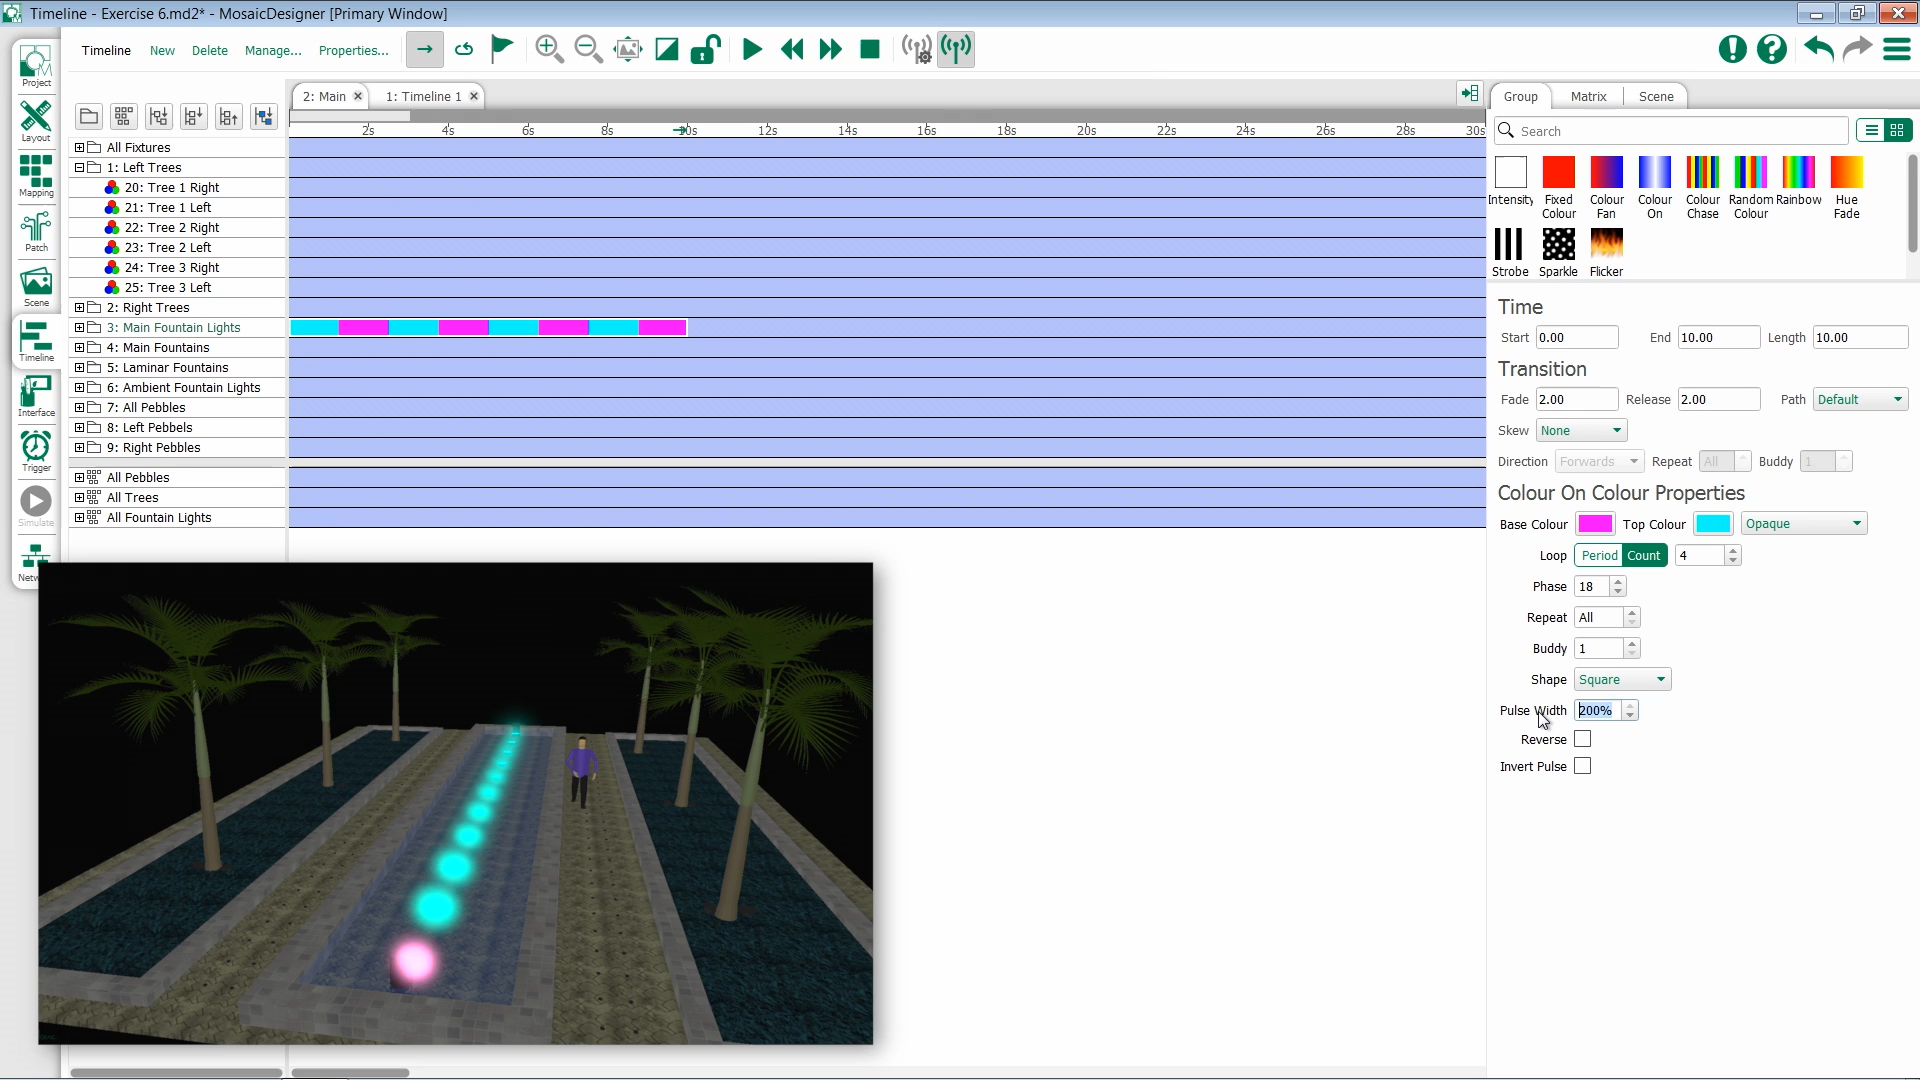 Timeline - Exercise 6.md2* - MosaicDesigner [Primary Window]
Timeline New Delete Manage... Properties...
Project
Layout
Mapping
Patch
Scene
Timeline
Interface
Trigger
Simulate
2: Main 1: Timeline 1
2s 4s 6s 8s 10s 12s 14s 16s 18s 20s 22s 24s 26s 28s 30s
All Fixtures
1: Left Trees
20: Tree 1 Right
21: Tree 1 Left
22: Tree 2 Right
23: Tree 2 Left
24: Tree 3 Right
25: Tree 3 Left
2: Right Trees
3: Main Fountain Lights
4: Main Fountains
5: Laminar Fountains
6: Ambient Fountain Lights
7: All Pebbles
8: Left Pebbels
9: Right Pebbles
All Pebbles
All Trees
All Fountain Lights
Group Matrix Scene
Search
Intensity Fixed Colour Colour Fan Colour On Colour Chase Random Colour Rainbow Hue Fade
Strobe Sparkle Flicker
Time
Start 0.00 End 10.00 Length 10.00
Transition
Fade 2.00 Release 2.00 Path Default
Skew None
Direction Forwards Repeat All Buddy 1
Colour On Colour Properties
Base Colour Top Colour Opaque
Loop Period Count 4
Phase 18
Repeat All
Buddy 1
Shape Square
Pulse Width 200%
Reverse
Invert Pulse